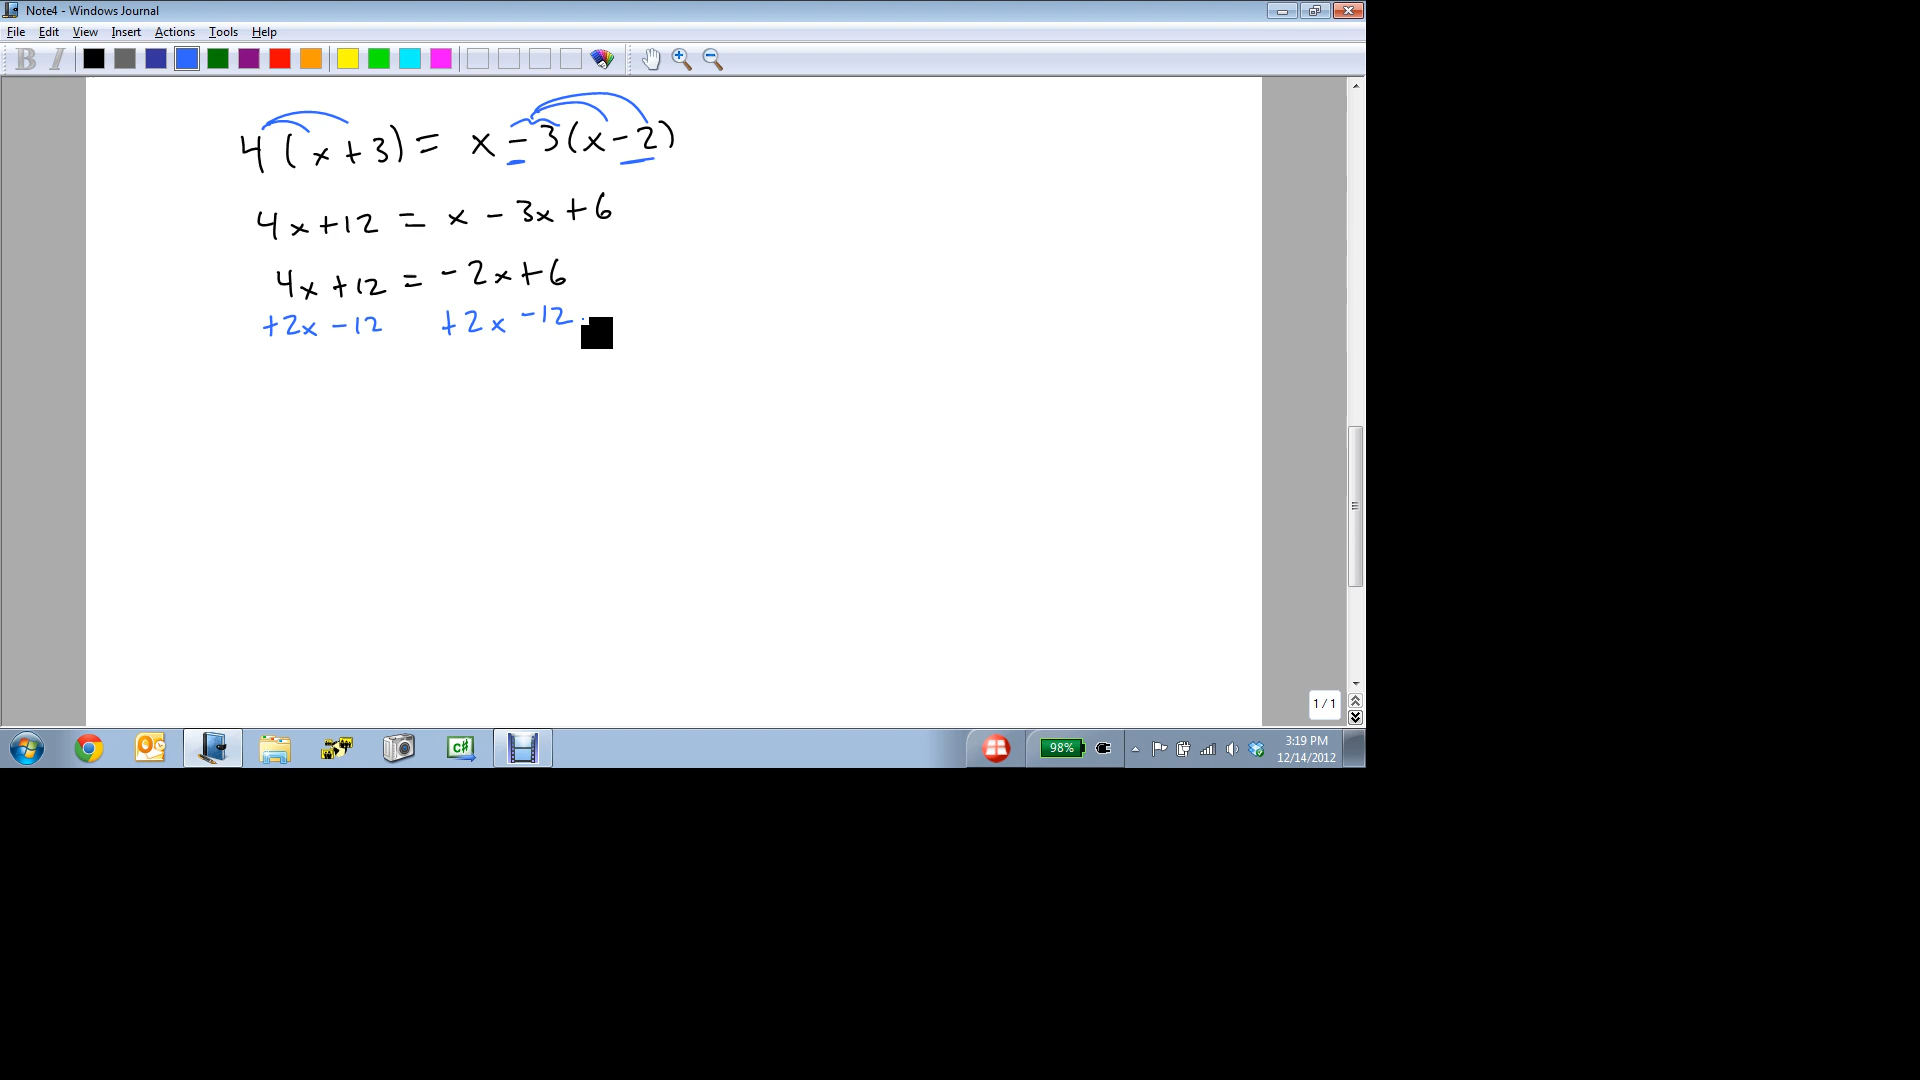 Note4 - Windows Journal
File Edit View Insert Actions Tools Help
B I
4(x+3) = x-3(x-2)
4x+12 = x-3x+6
4x+12 = -2x+6
+2x -12 +2x -12
1 / 1
C#
98%
3:19 PM
12/14/2012